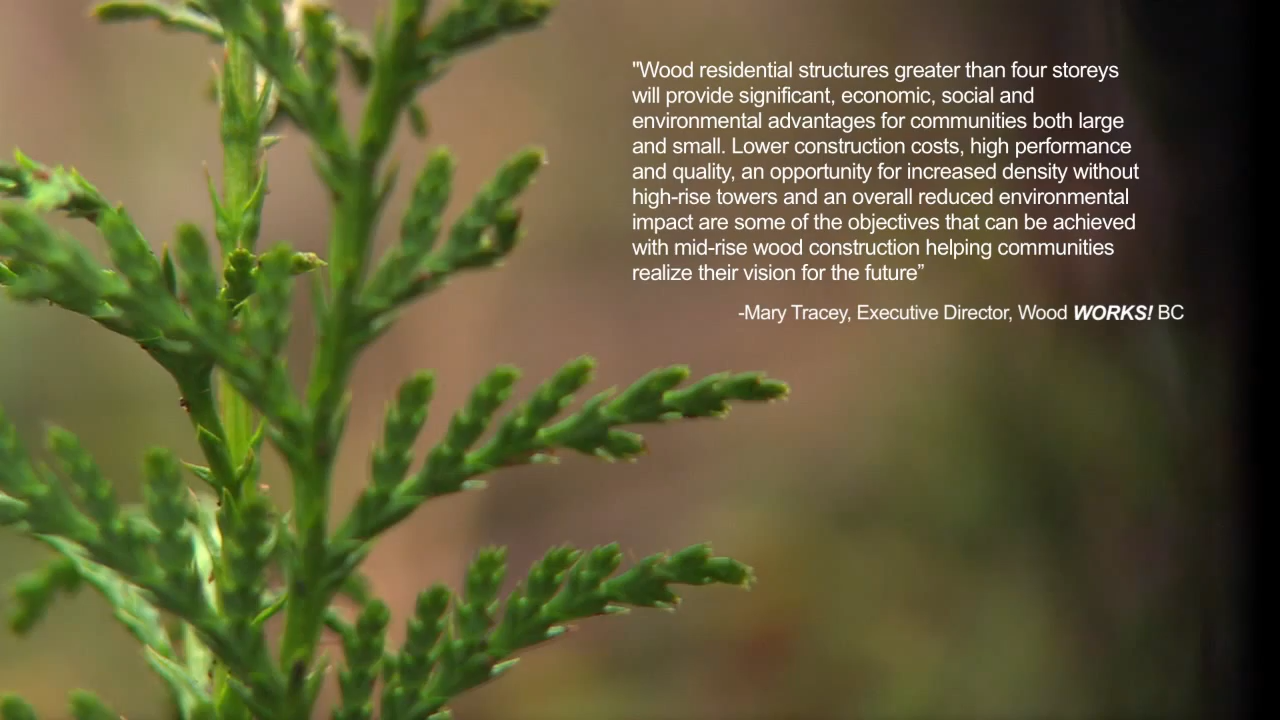 "Wood residential structures greater than four storeys
will provide significant, economic, social and
environmental advantages for communities both large
and small. Lower construction costs, high performance
and quality, an opportunity for increased density without
high-rise towers and an overall reduced environmental
impact are some of the objectives that can be achieved
with mid-rise wood construction helping communities
realize their vision for the future”
-Mary Tracey, Executive Director, Wood WORKS! BC